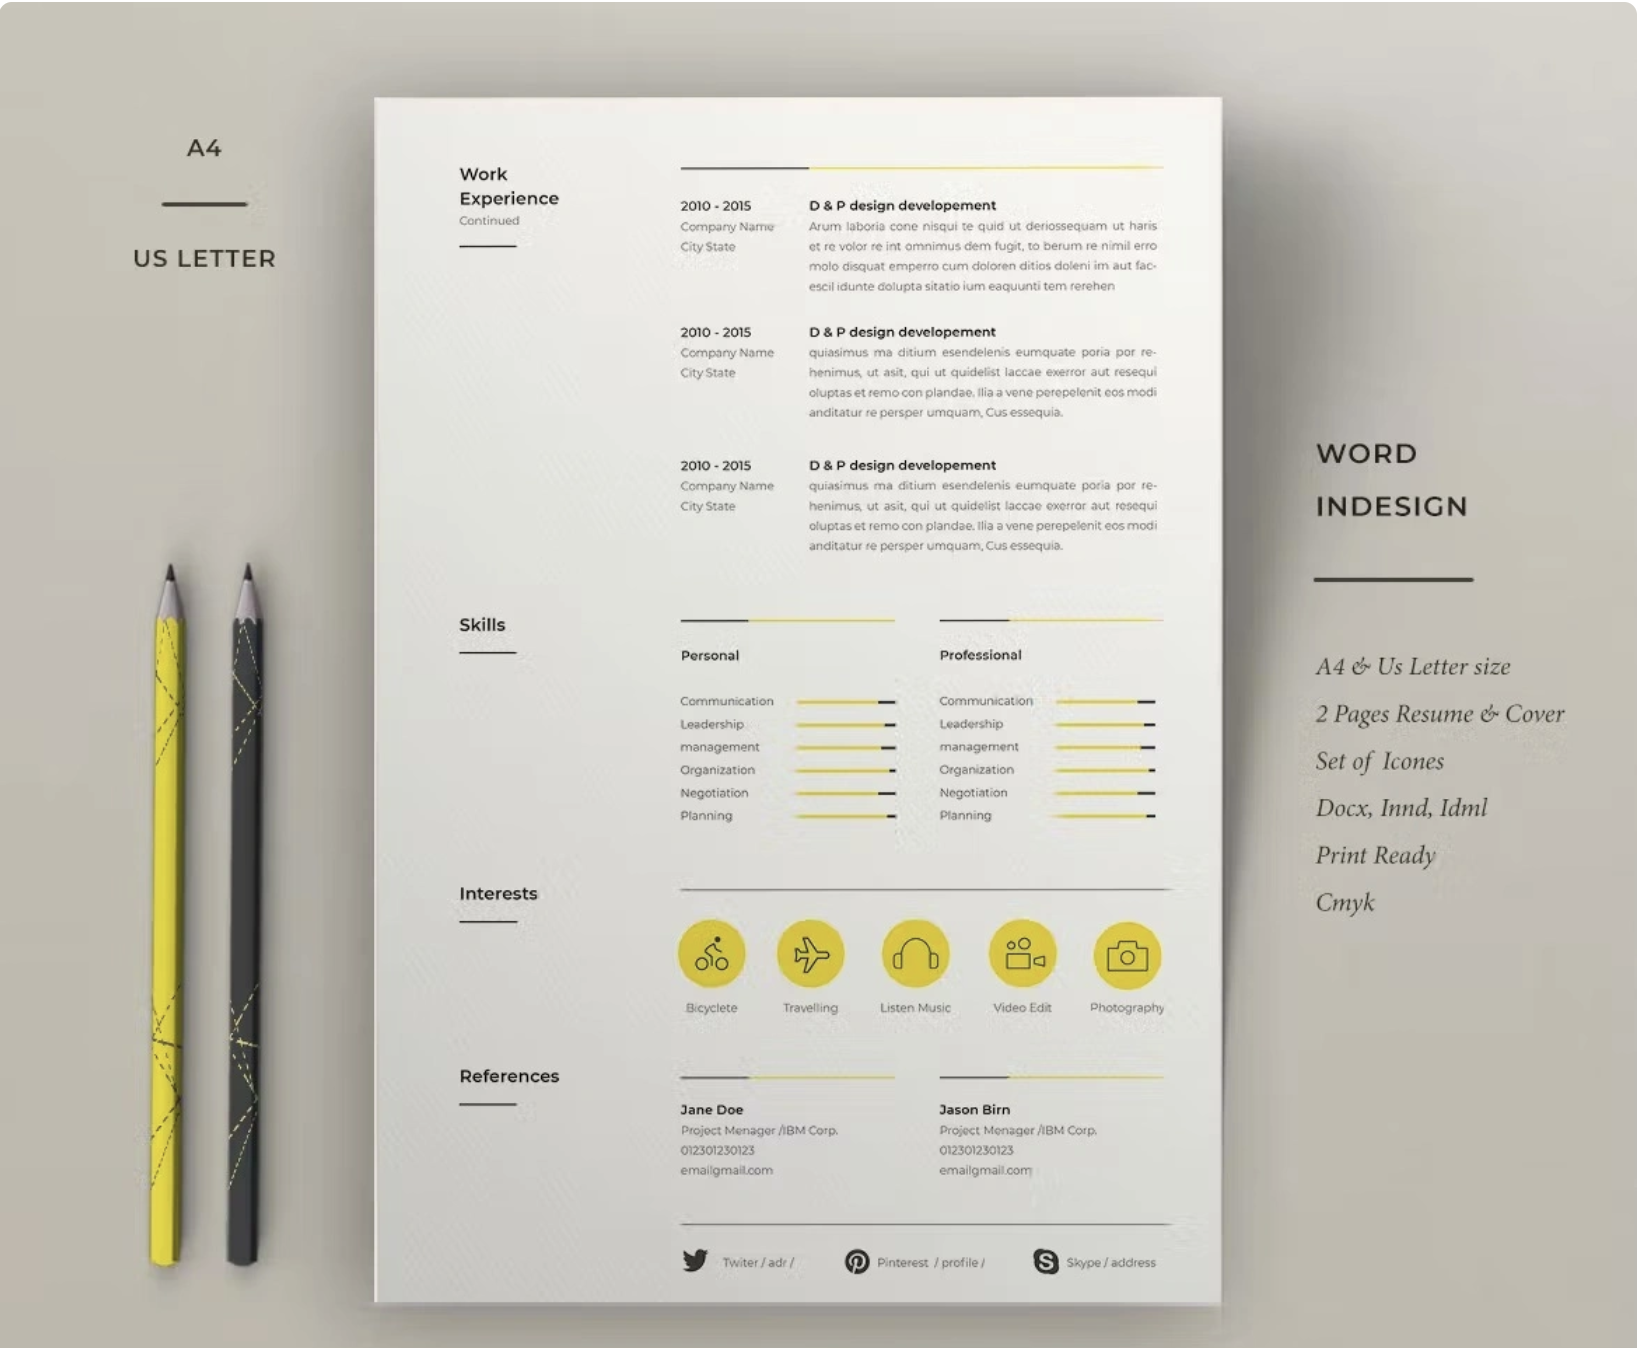 A4
US LETTER
Work
Experience
Continued
2010 - 2015
Company Name
City State
D & P design developement
Arum laboria cone nisqui te quid ut deriossequam ut haris
et re volor re int omnimus dem fugit, to berum re nimil erro
molo disquat emperro cum doloren ditios doleni im aut fac-
escil idunte dolupta sitatio ium eaquunti tem rerehen
2010 - 2015
Company Name
City State
D & P design developement
quiasimus ma ditium esendelenis eumquate poria por re-
henimus, ut asit, qui ut quidelist laccae exerror aut resequi
oluptas et remo con plandae. Ilia a vene perepelenit eos modi
anditatur re persper umquam, Cus essequia.
2010 - 2015
Company Name
City State
D & P design developement
quiasimus ma ditium esendelenis eumquate poria por re-
henimus, ut asit, qui ut quidelist laccae exerror aut resequi
oluptas et remo con plandae. Ilia a vene perepelenit eos modi
anditatur re persper umquam, Cus essequia.
Skills
Personal
Communication
Leadership
management
Organization
Negotiation
Planning
Professional
Communication
Leadership
management
Organization
Negotiation
Planning
Interests
Bicyclete
Travelling
Listen Music
Video Edit
Photography
References
Jane Doe
Project Menager /IBM Corp.
012301230123
emailgmail.com
Jason Birn
Project Menager /IBM Corp.
012301230123
emailgmail.com
Twiter / adr /
Pinterest / profile /
Skype / address
WORD
INDESIGN
A4 & Us Letter size
2 Pages Resume & Cover
Set of Icones
Docx, Innd, Idml
Print Ready
Cmyk